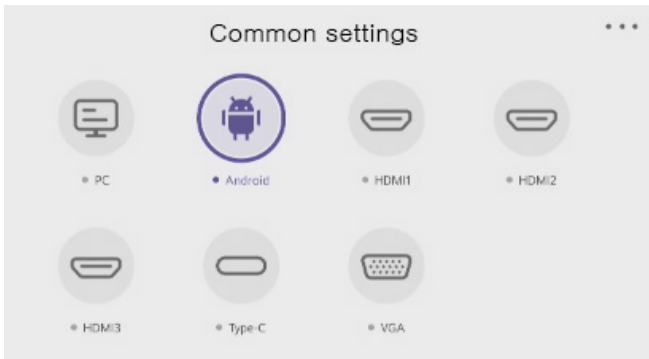 Common settings
PC
Android
HDMI1
HDMI2
HDMI3
Type-C
VGA